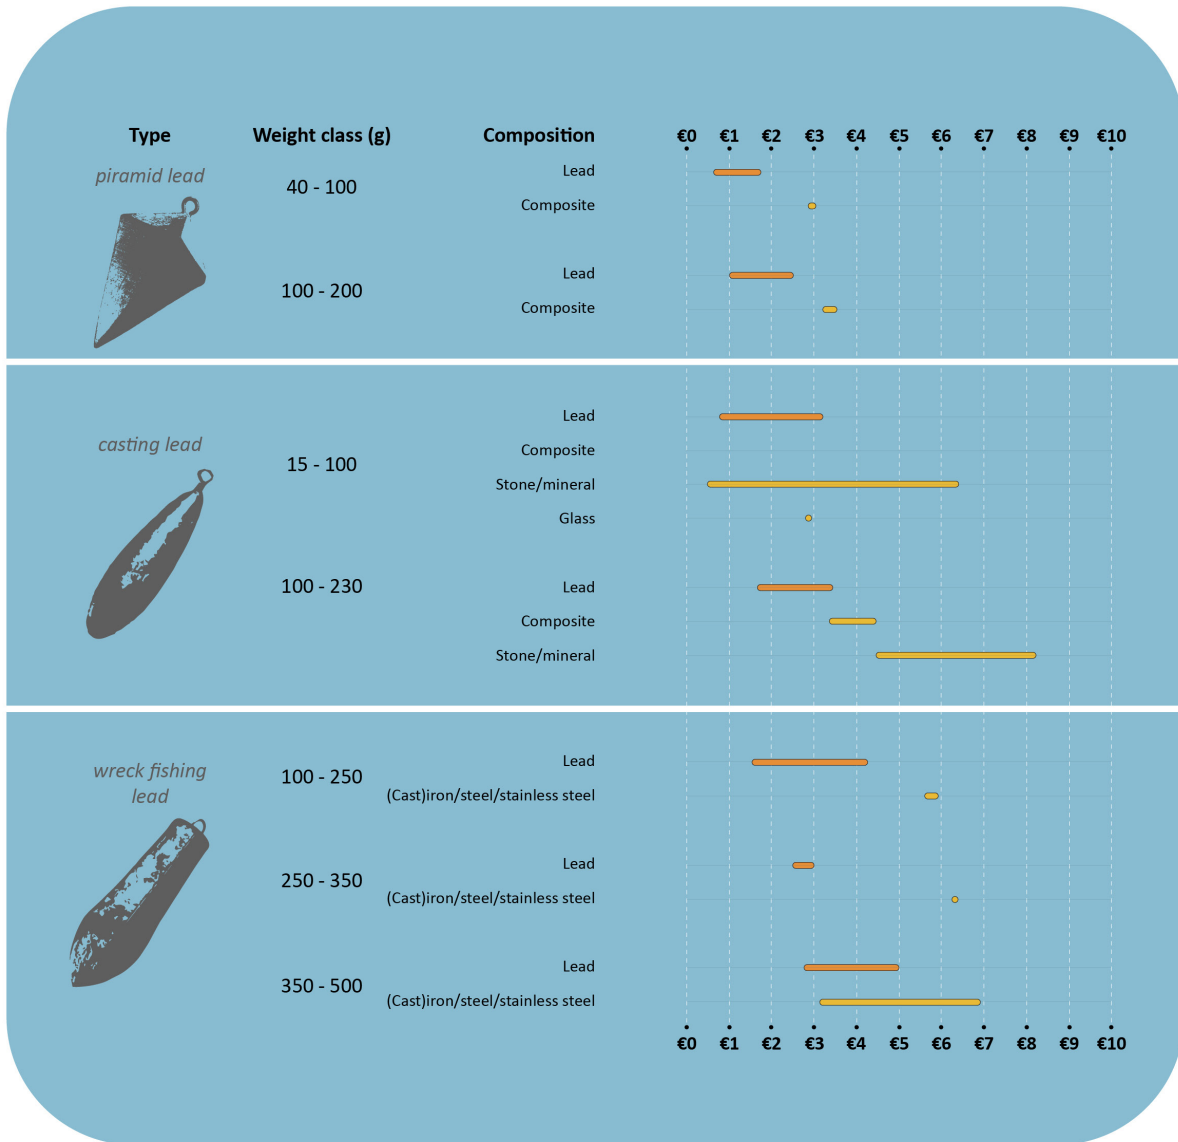 Type Weight class (g) Composition €0 €1 €2 €3 €4 €5 €6 €7 €8 €9 €10
piramid lead
40 - 100
Lead
Composite
100 - 200
Lead
Composite
casting lead
15 - 100
Lead
Composite
Stone/mineral
Glass
100 - 230
Lead
Composite
Stone/mineral
wreck fishing
lead
100 - 250
Lead
(Cast)iron/steel/stainless steel
250 - 350
Lead
(Cast)iron/steel/stainless steel
350 - 500
Lead
(Cast)iron/steel/stainless steel
€0 €1 €2 €3 €4 €5 €6 €7 €8 €9 €10